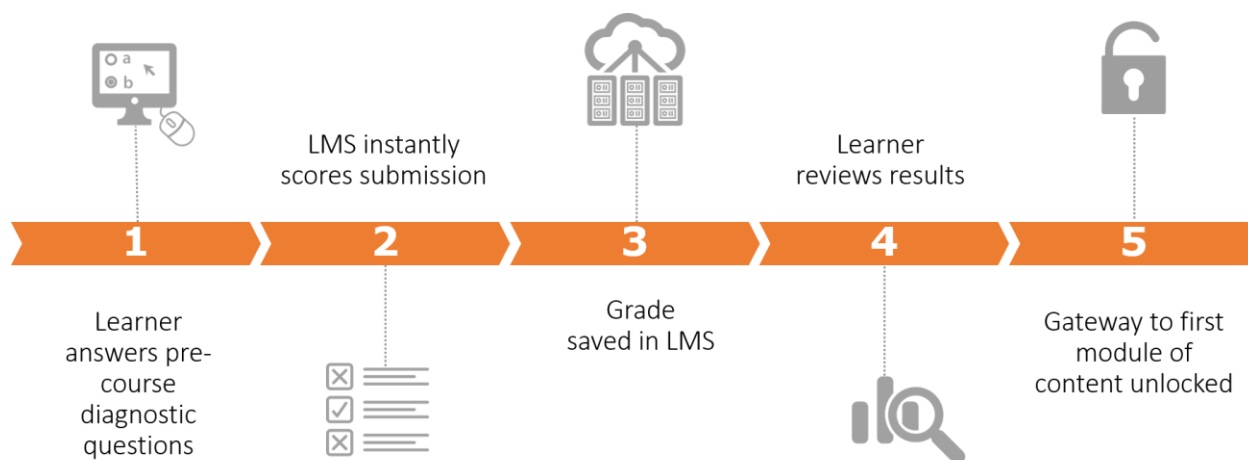 a
b
LMS instantly
scores submission
Learner
reviews results
1
2
3
4
5
Learner
answers pre-
course
diagnostic
questions
Grade
saved in LMS
Gateway to first
module of
content unlocked